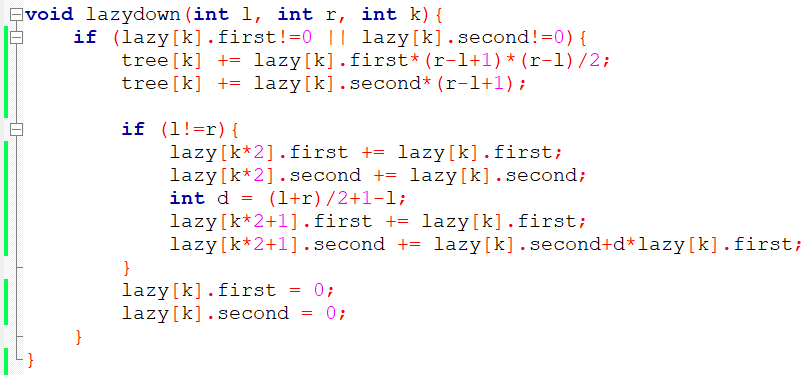 void lazydown(int l, int r, int k){
    if (lazy[k].first!=0 || lazy[k].second!=0){
        tree[k] += lazy[k].first*(r-l+1)*(r-l)/2;
        tree[k] += lazy[k].second*(r-l+1);
        if (l!=r){
            lazy[k*2].first += lazy[k].first;
            lazy[k*2].second += lazy[k].second;
            int d = (l+r)/2+1-l;
            lazy[k*2+1].first += lazy[k].first;
            lazy[k*2+1].second += lazy[k].second+d*lazy[k].first;
        }
        lazy[k].first = 0;
        lazy[k].second = 0;
    }
}